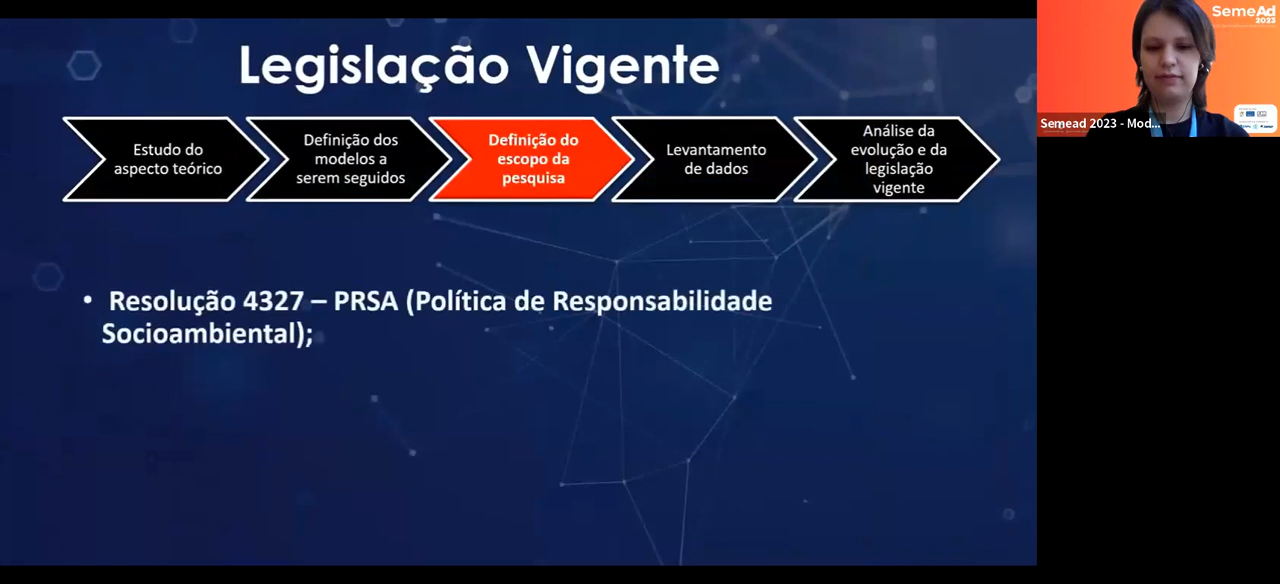 Legislação Vigente
Estudo do
aspecto teórico
Definição dos
modelos a
serem seguidos
Definição do
escopo da
pesquisa
Levantamento
de dados
Análise da
evolução e da
legislação
vigente
• Resolução 4327 – PRSA (Política de Responsabilidade
Socioambiental);
SemeAd
2023
Semead 2023 - Mod...